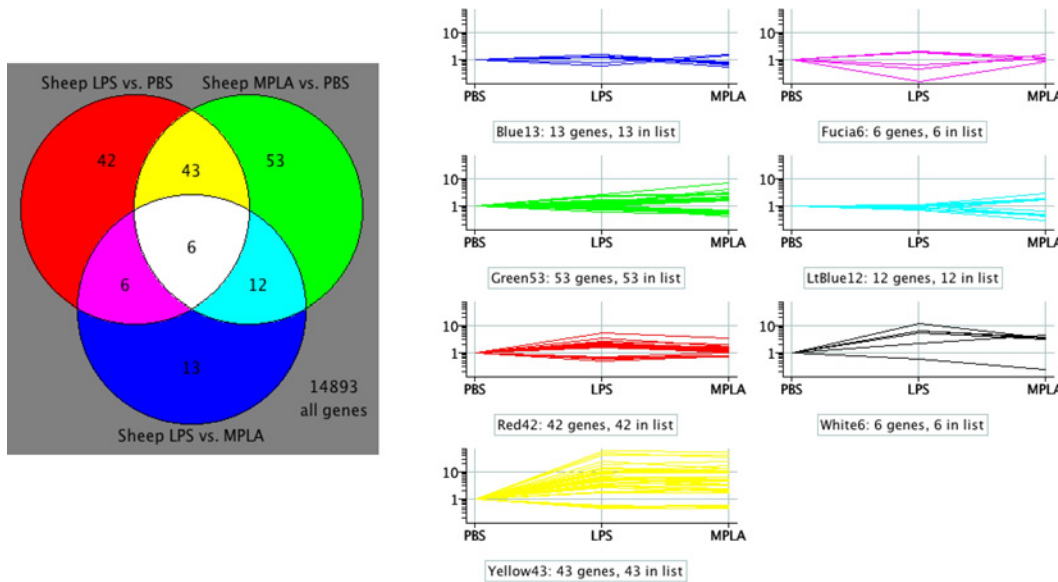 Sheep LPS vs. PBS
Sheep MPLA vs. PBS
42
43
53
6
6
12
13
14893
all genes
Sheep LPS vs. MPLA
10
1
PBS
LPS
MPLA
Blue13: 13 genes, 13 in list
10
1
PBS
LPS
MPLA
Fucia6: 6 genes, 6 in list
10
1
PBS
LPS
MPLA
Green53: 53 genes, 53 in list
10
1
PBS
LPS
MPLA
LtBlue12: 12 genes, 12 in list
10
1
PBS
LPS
MPLA
Red42: 42 genes, 42 in list
10
1
PBS
LPS
MPLA
White6: 6 genes, 6 in list
10
1
PBS
LPS
MPLA
Yellow43: 43 genes, 43 in list